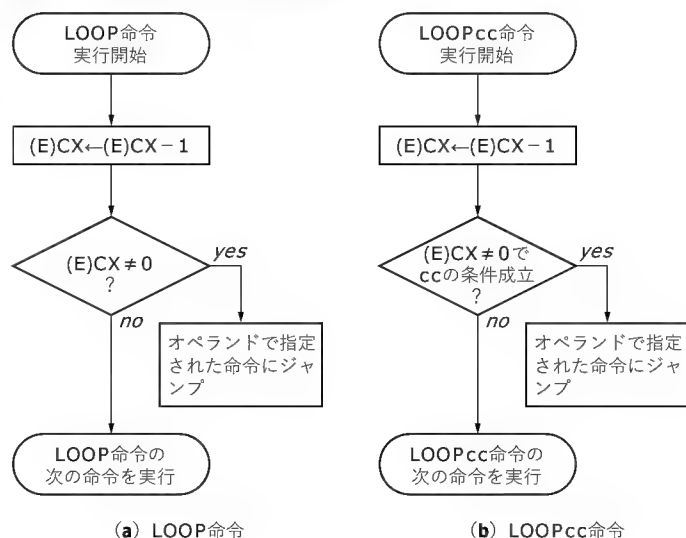 LOOP命令
実行開始
(E)CX←(E)CX－1
(E)CX≠0
?
yes
no
オペランドで指定
された命令にジャ
ンプ
LOOP命令の
次の命令を実行
(a) LOOP命令
LOOPcc命令
実行開始
(E)CX←(E)CX－1
(E)CX≠0で
ccの条件成立
?
yes
no
オペランドで指定
された命令にジャ
ンプ
LOOPcc命令の
次の命令を実行
(b) LOOPcc命令